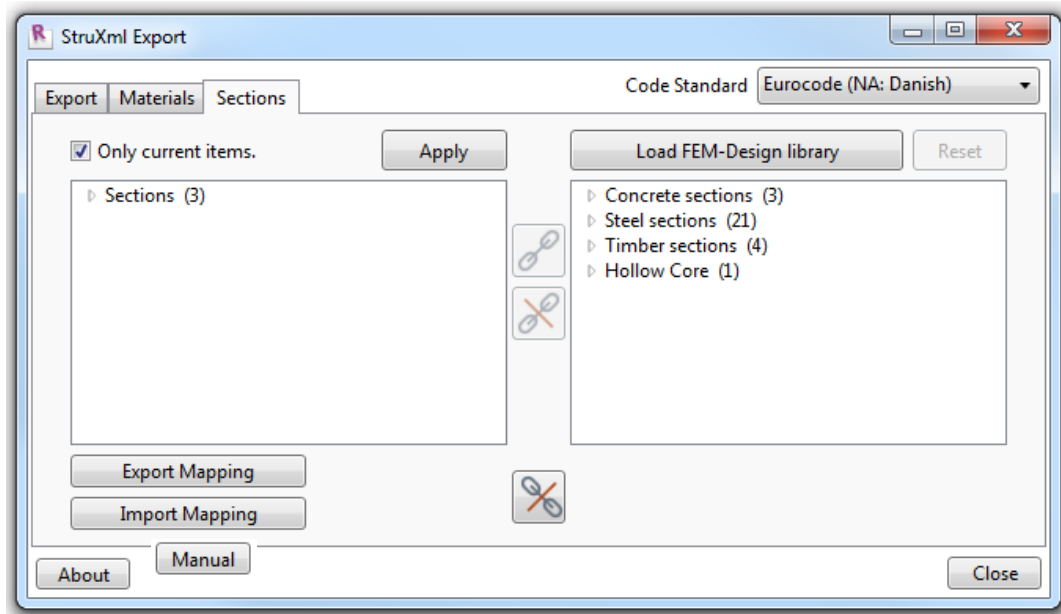 StruXml Export
Code Standard Eurocode (NA: Danish)
Export Materials Sections
Only current items. Apply Load FEM-Design library Reset
Sections (3)
Concrete sections (3)
Steel sections (21)
Timber sections (4)
Hollow Core (1)
Export Mapping
Import Mapping
Manual
About Close